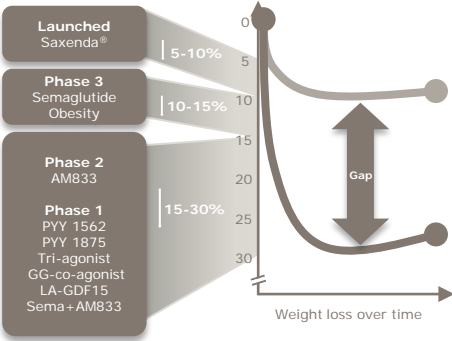 Launched
Saxenda®
5-10%
Phase 3
Semaglutide
Obesity
10-15%
Phase 2
AM833
Phase 1
PYY 1562
PYY 1875
Tri-agonist
GG-co-agonist
LA-GDF15
Sema+AM833
15-30%
0
5
10
15
20
25
30
Gap
Weight loss over time